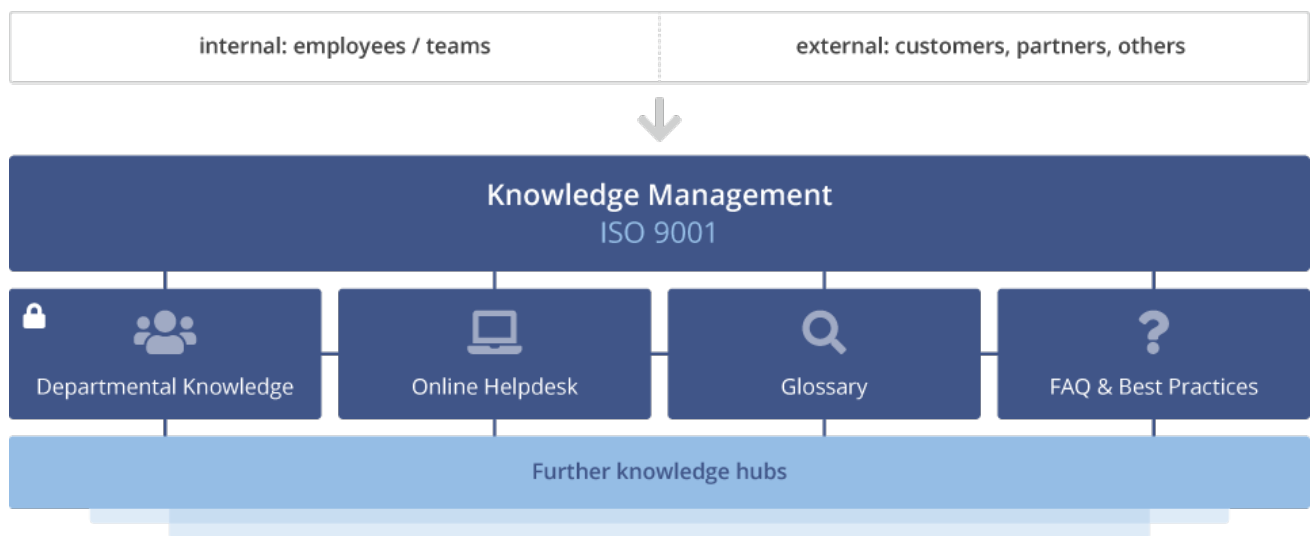 internal: employees / teams
external: customers, partners, others
Knowledge Management
ISO 9001
Departmental Knowledge
Online Helpdesk
Glossary
FAQ & Best Practices
Further knowledge hubs